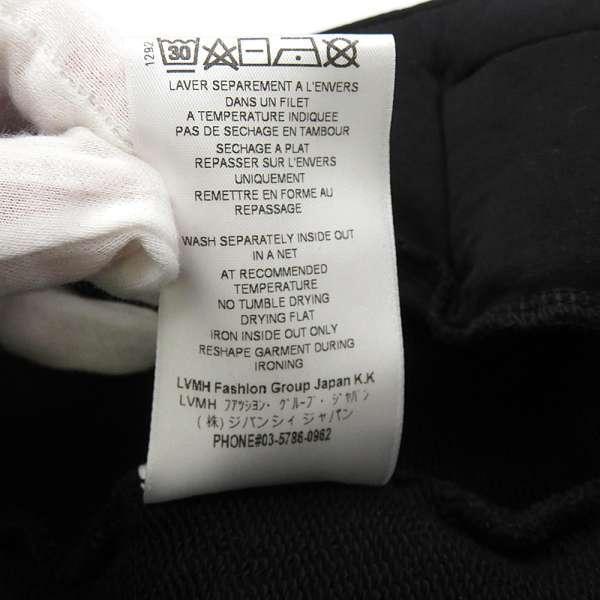 1292
30
LAVER SEPAREMENT A L'ENVERS
DANS UN FILET
A TEMPERATURE INDIQUEE
PAS DE SECHAGE EN TAMBOUR
SECHAGE A PLAT
REPASSER SUR L'ENVERS
UNIQUEMENT
REMETTRE EN FORME AU
REPASSAGE
WASH SEPARATELY INSIDE OUT
IN A NET
AT RECOMMENDED
TEMPERATURE
NO TUMBLE DRYING
DRYING FLAT
IRON INSIDE OUT ONLY
RESHAPE GARMENT DURING
IRONING
LVMH Fashion Group Japan K.K
LVMH ﾌｧｯｼｮﾝ・ｸﾞﾙｰﾌﾟ・ｼﾞｬﾊﾟﾝ
(株)ジバンシィ ジャパン
PHONE#03-5786-0962